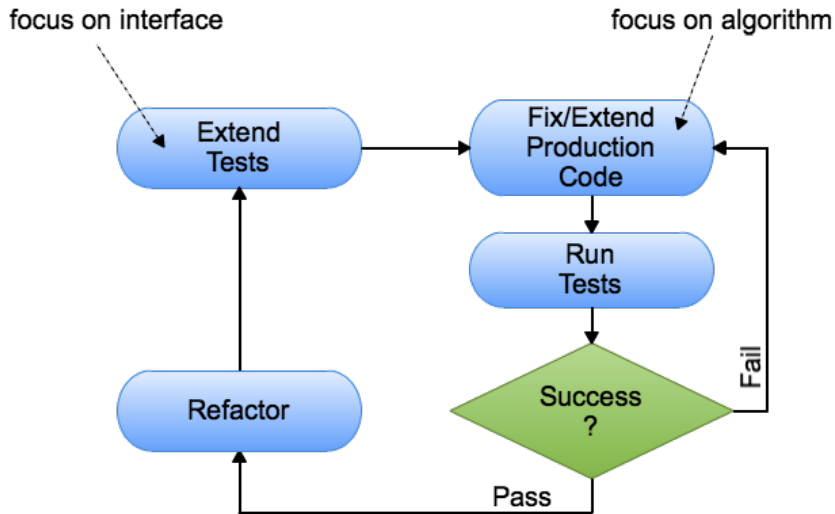 focus on interface
focus on algorithm
Extend
Tests
Fix/Extend
Production
Code
Run
Tests
Refactor
Success
?
Fail
Pass